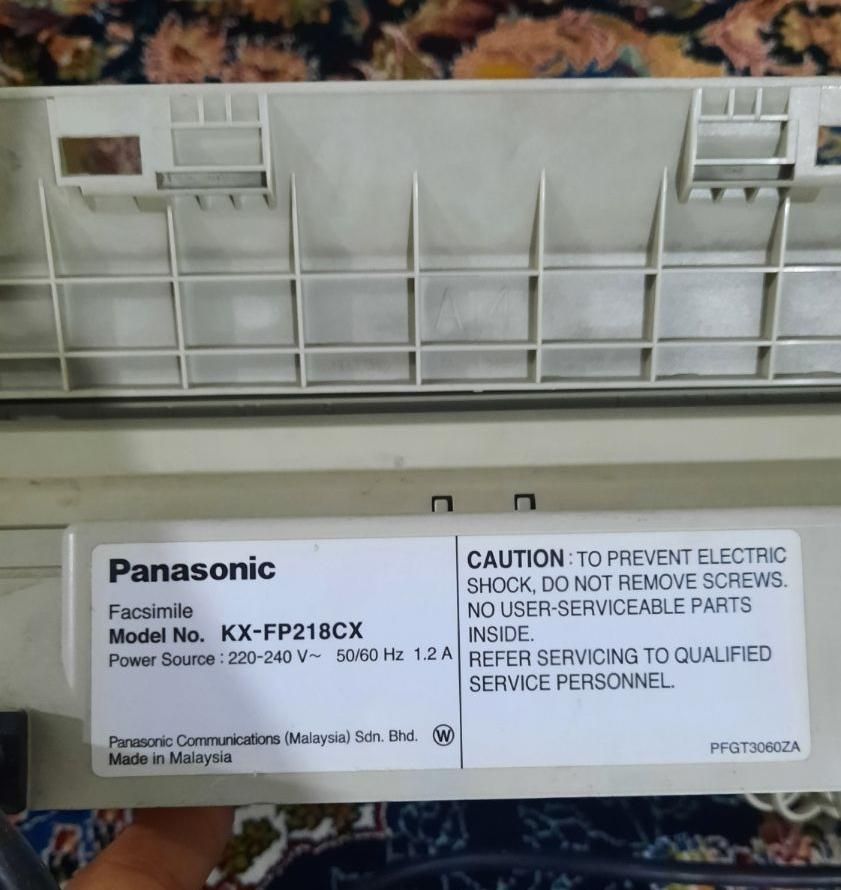 A4
Panasonic
Facsimile
Model No. KX-FP218CX
Power Source : 220-240 V~ 50/60 Hz 1.2 A
Panasonic Communications (Malaysia) Sdn. Bhd. W
Made in Malaysia
CAUTION : TO PREVENT ELECTRIC
SHOCK, DO NOT REMOVE SCREWS.
NO USER-SERVICEABLE PARTS
INSIDE.
REFER SERVICING TO QUALIFIED
SERVICE PERSONNEL.
PFGT3060ZA